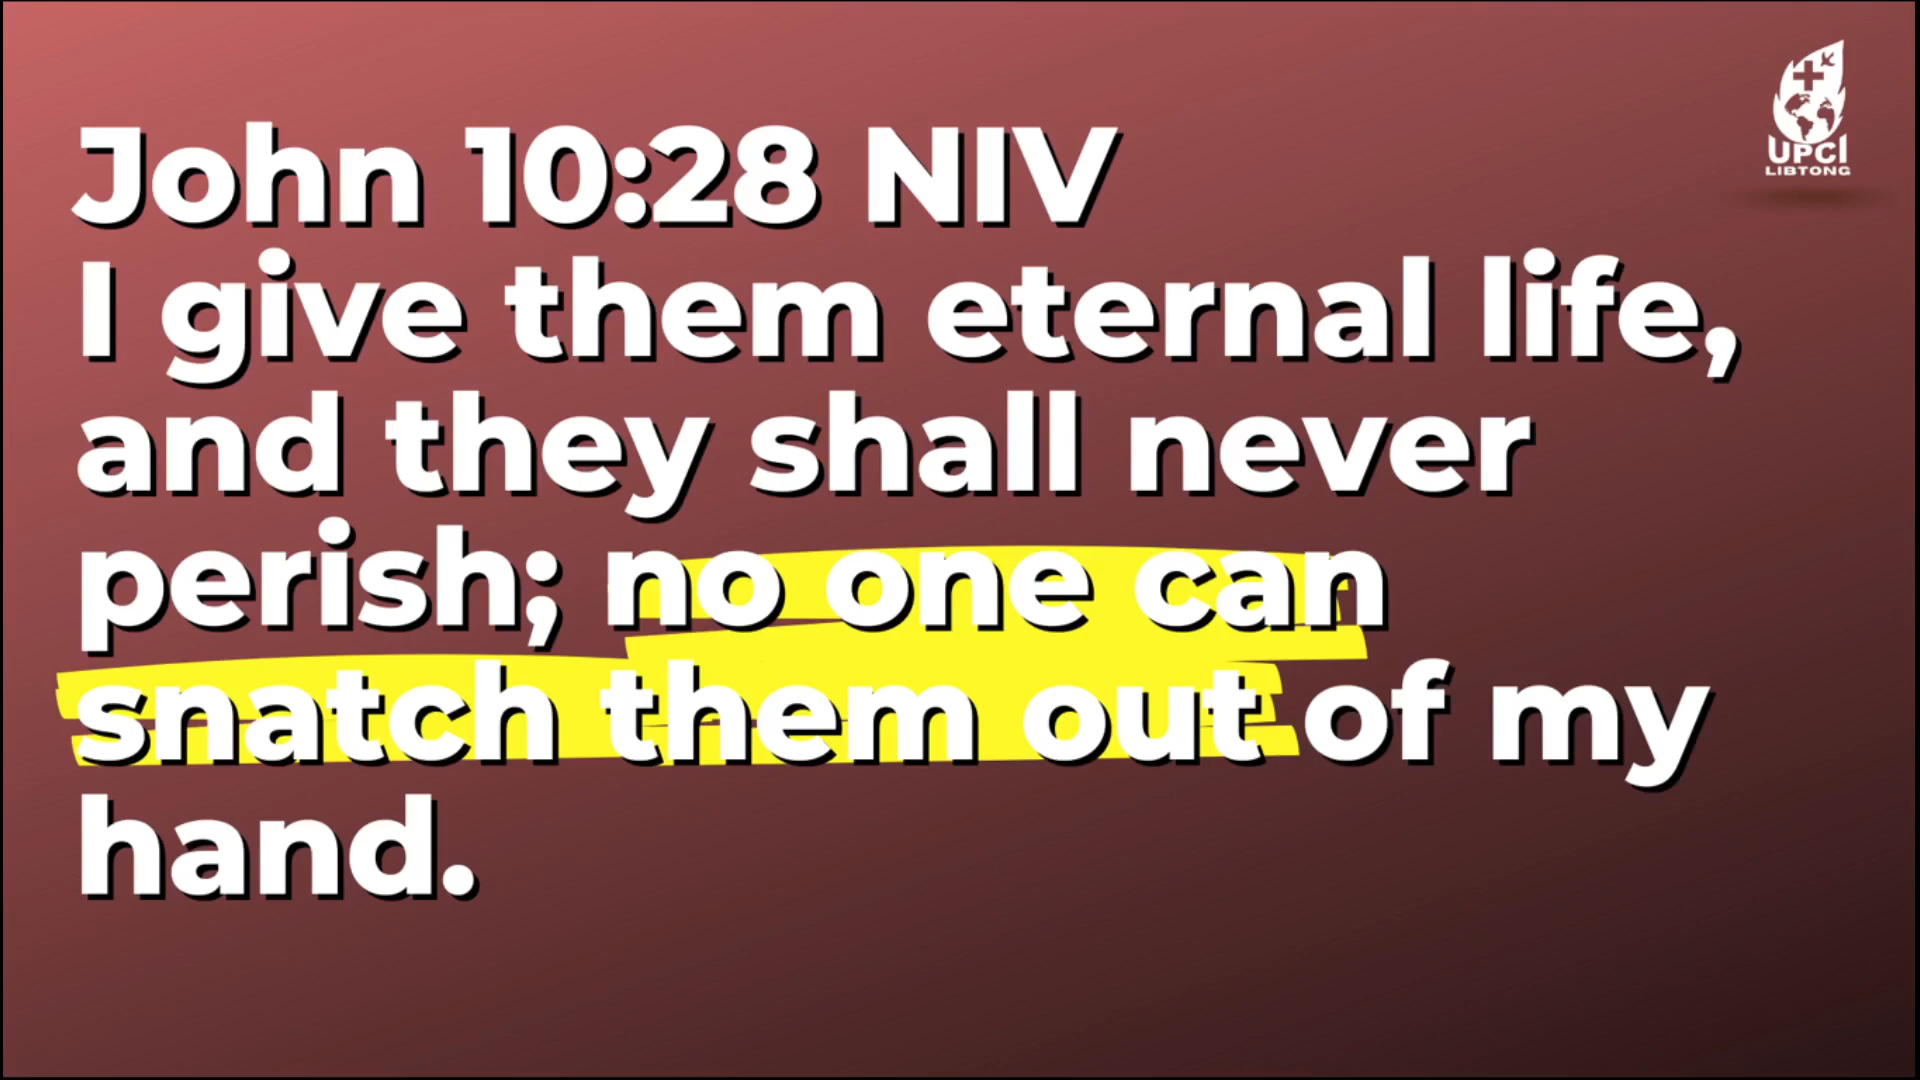 John 10:28 NIV
I give them eternal life,
and they shall never
perish; no one can
snatch them out of my
hand.
UPCI
LIBTONG